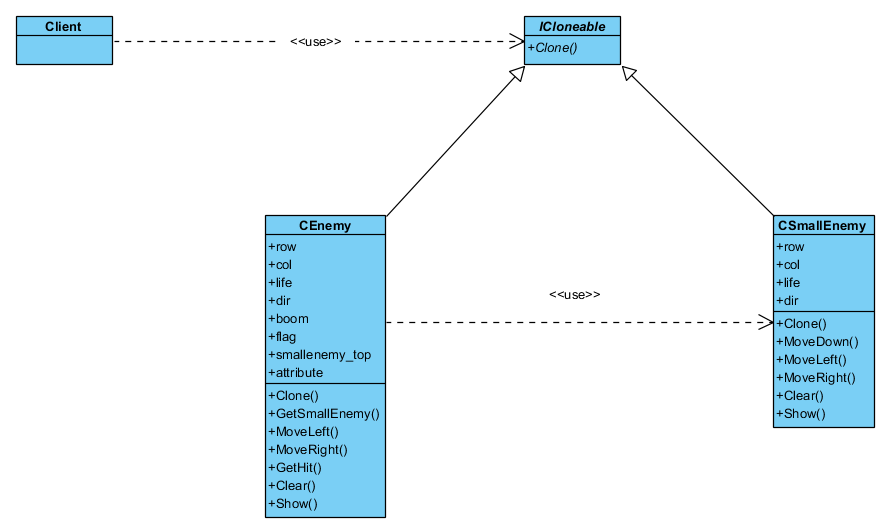 Client
<<use>>
ICloneable
+Clone()
CEnemy
+row
+col
+life
+dir
+boom
+flag
+smallenemy_top
+attribute
+Clone()
+GetSmallEnemy()
+MoveLeft()
+MoveRight()
+GetHit()
+Clear()
+Show()
<<use>>
CSmallEnemy
+row
+col
+life
+dir
+Clone()
+MoveDown()
+MoveLeft()
+MoveRight()
+Clear()
+Show()